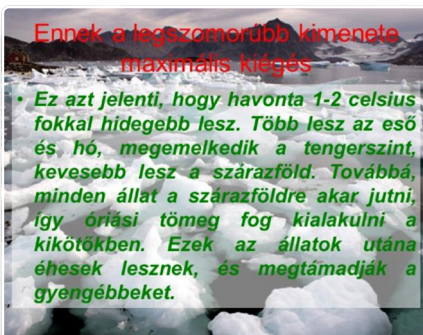 Ennek a legszomorúbb kimenete
maximális kiégés
• Ez azt jelenti, hogy havonta 1-2 celsius
fokkal hidegebb lesz. Több lesz az eső
és hó, megemelkedik a tengerszint,
kevesebb lesz a szárazföld. Továbbá,
minden állat a szárazföldre akar jutni,
így óriási tömeg fog kialakulni a
kikötőkben. Ezek az állatok utána
éhesek lesznek, és megtámadják a
gyengébbeket.